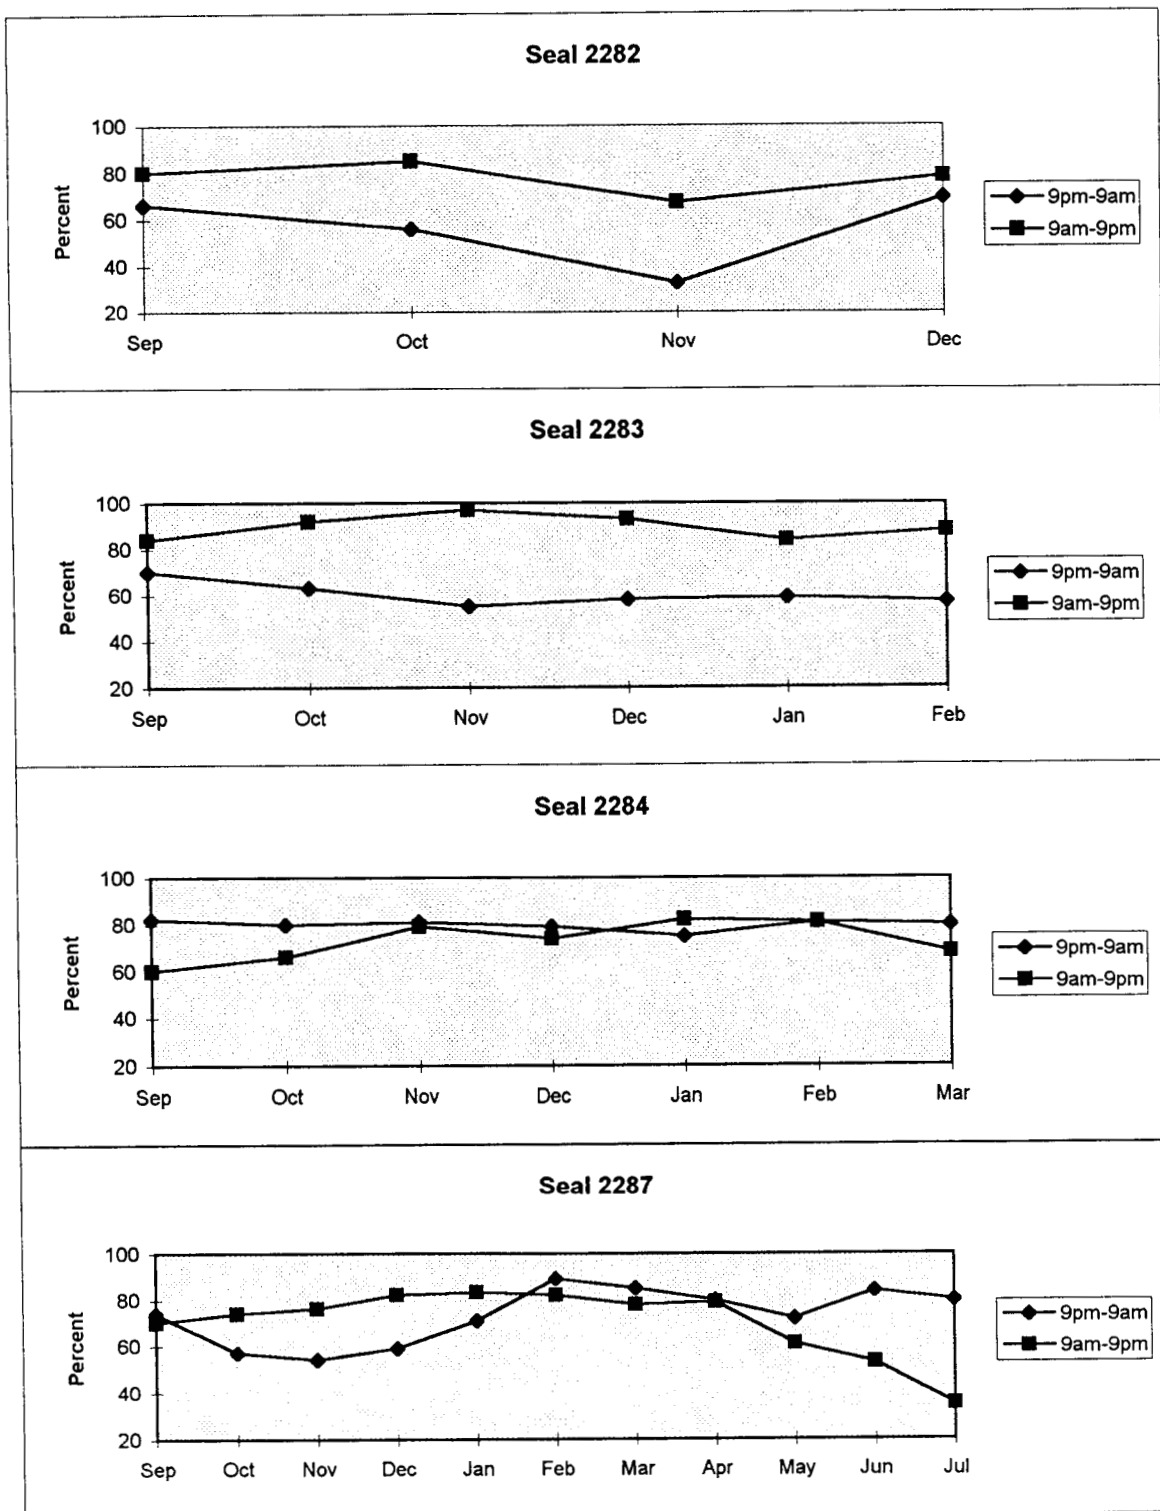 Seal 2282
100
80
60
40
20
Percent
Sep Oct Nov Dec
9pm-9am
9am-9pm
Seal 2283
100
80
60
40
20
Percent
Sep Oct Nov Dec Jan Feb
9pm-9am
9am-9pm
Seal 2284
100
80
60
40
20
Percent
Sep Oct Nov Dec Jan Feb Mar
9pm-9am
9am-9pm
Seal 2287
100
80
60
40
20
Percent
Sep Oct Nov Dec Jan Feb Mar Apr May Jun Jul
9pm-9am
9am-9pm